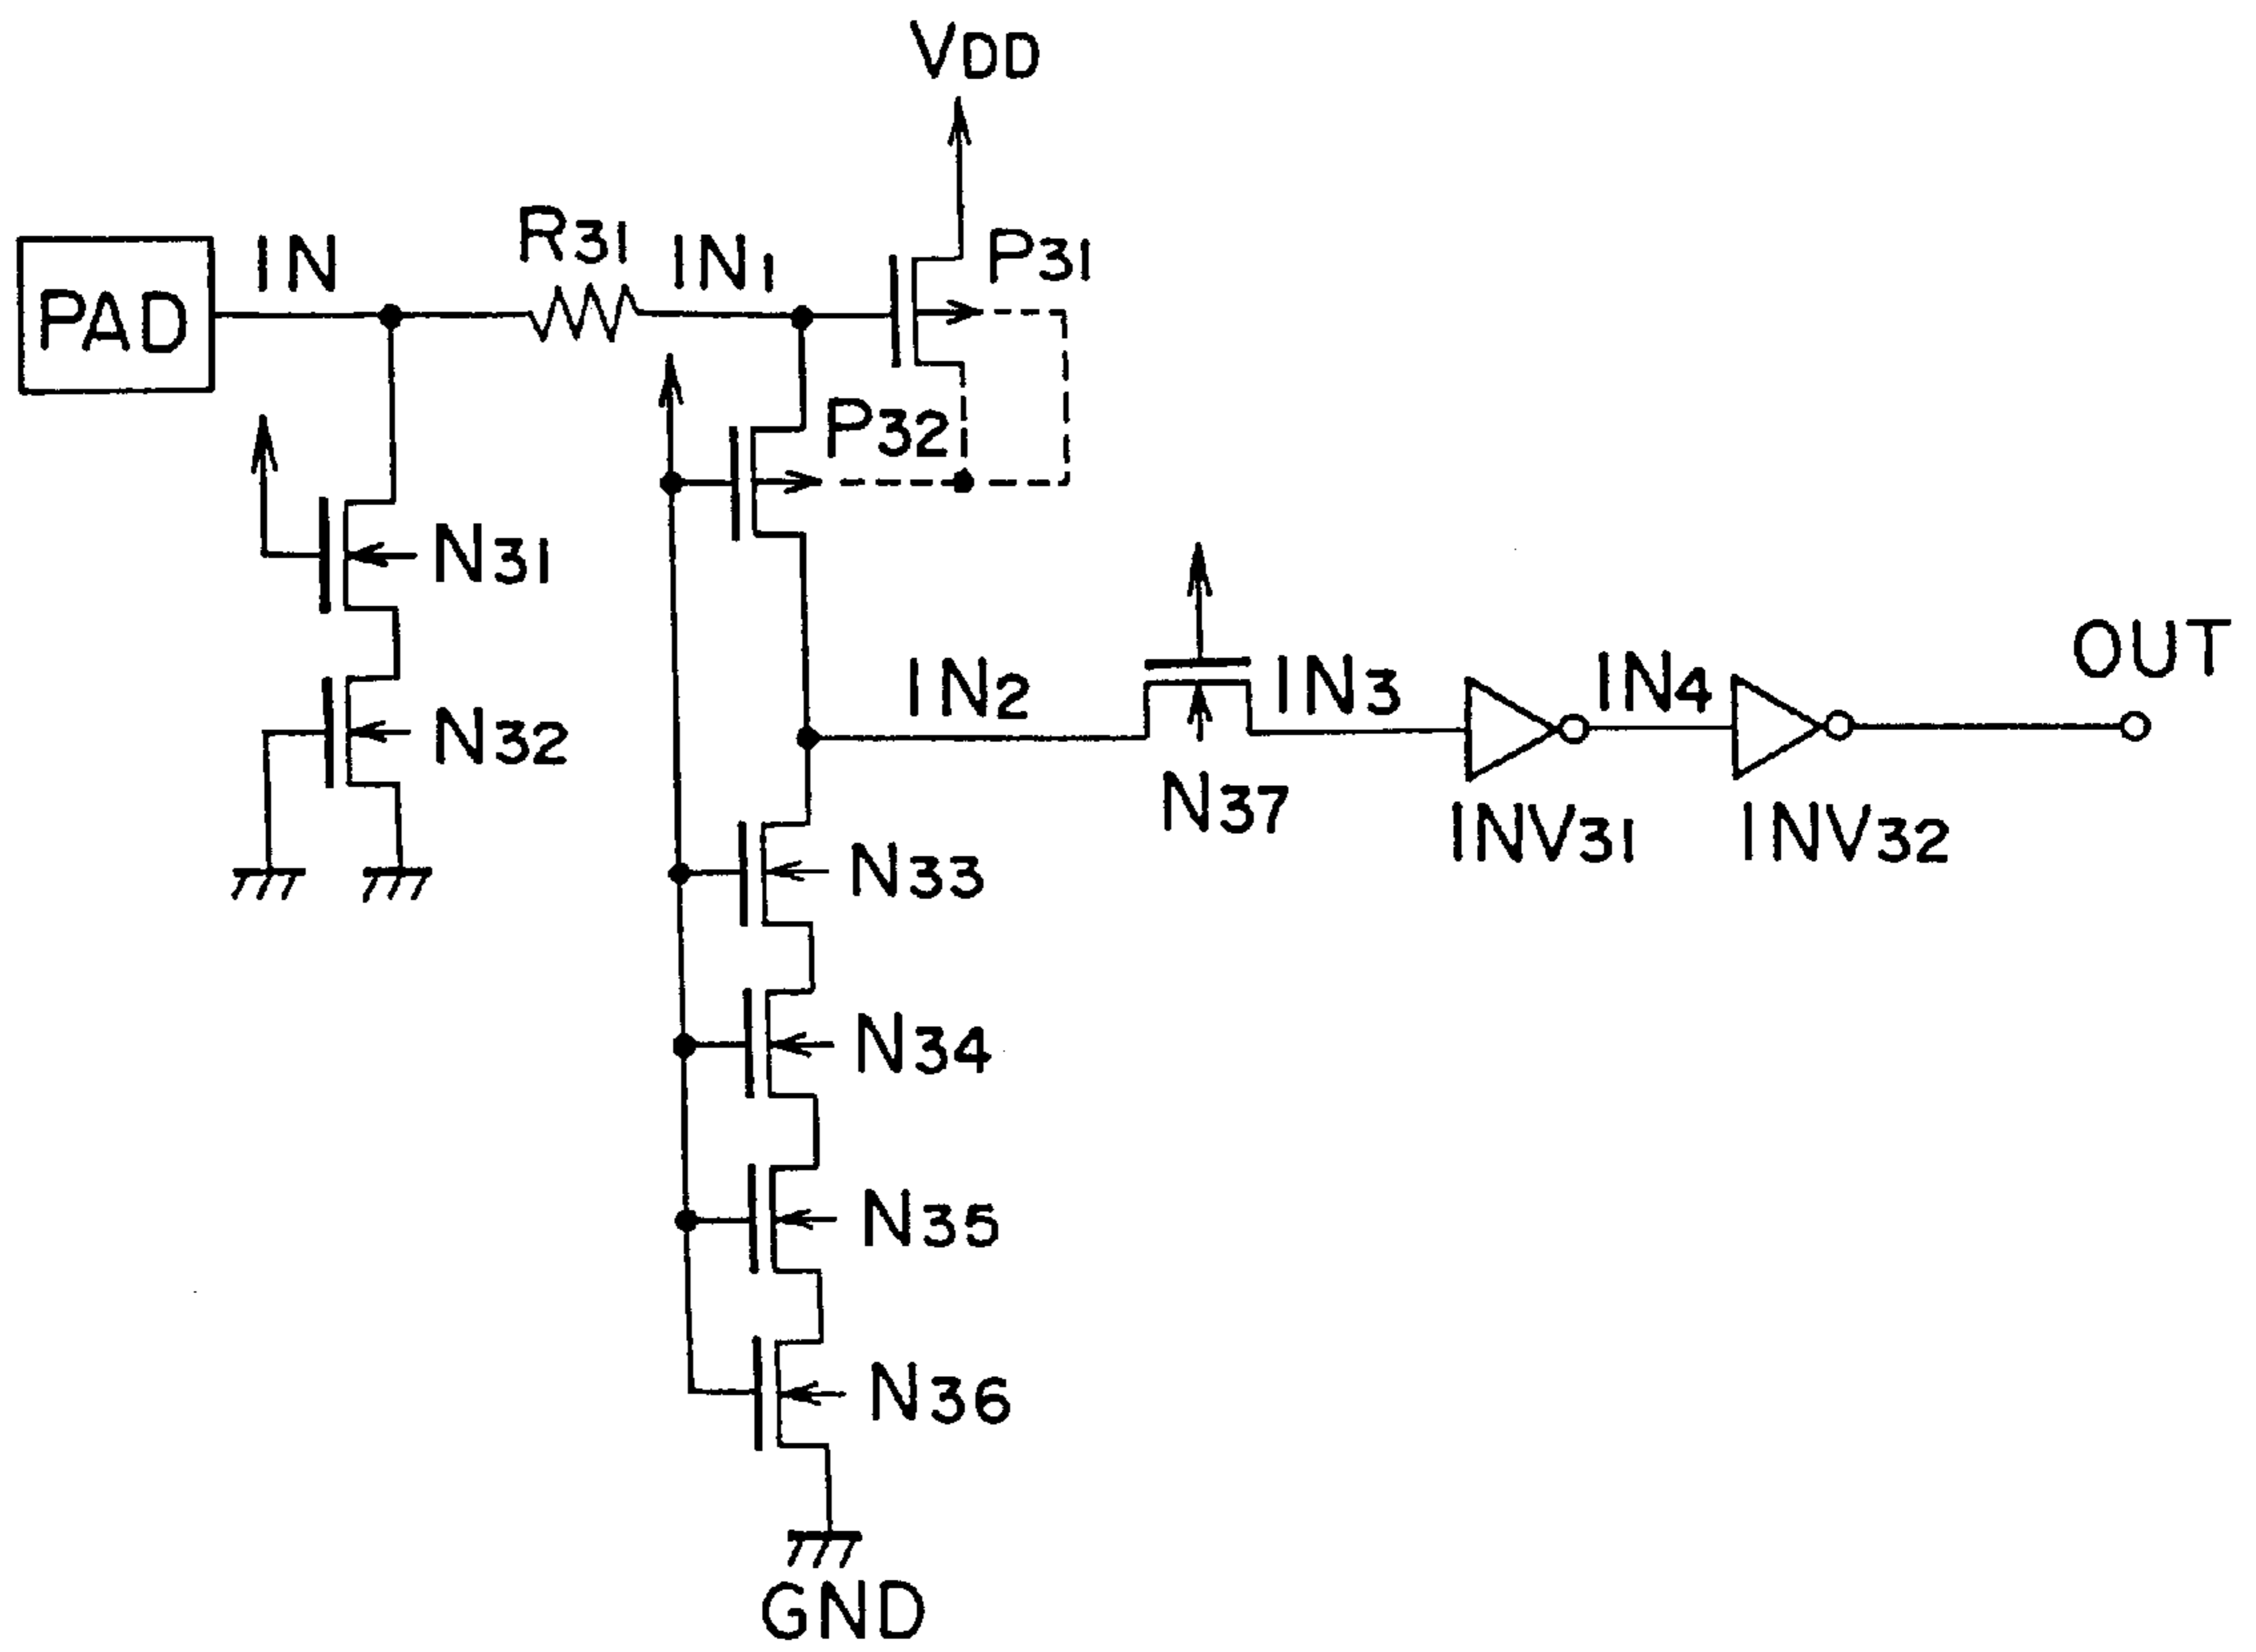 VDD
IN
R31
IN1
P31
PAD
P32
N31
N32
IN2
IN3
IN4
OUT
N37
INV31
INV32
N33
N34
N35
N36
GND